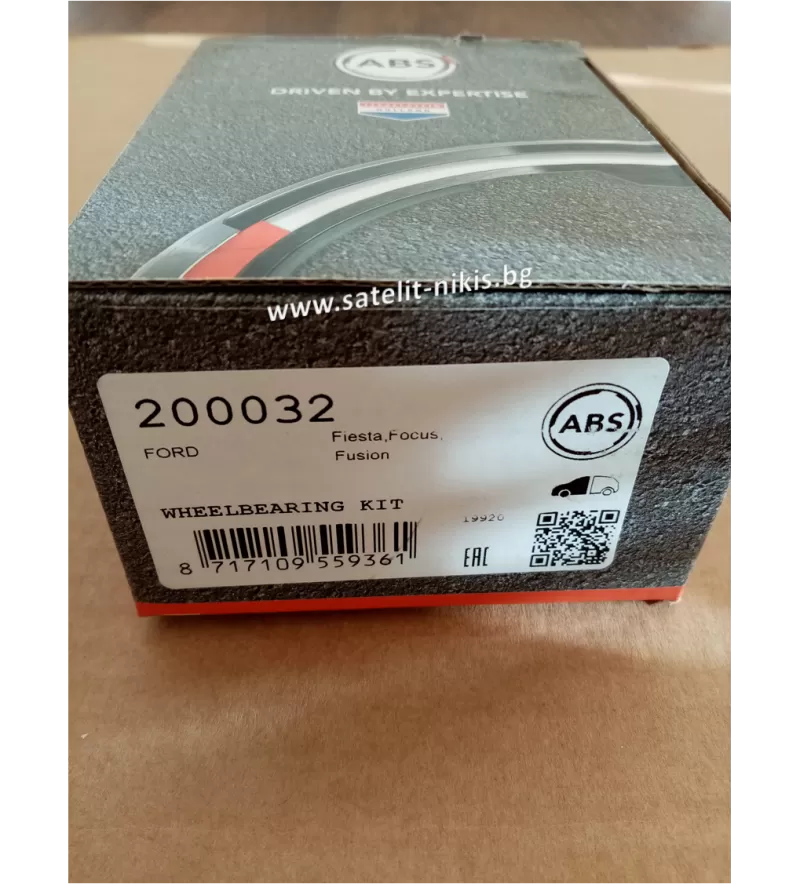 ABS
DRIVEN BY EXPERTISE
www.satelit-nikis.bg
200032
FORD
Fiesta,Focus,
Fusion
ABS
WHEELBEARING KIT
19920
8 717109 559361
EAC